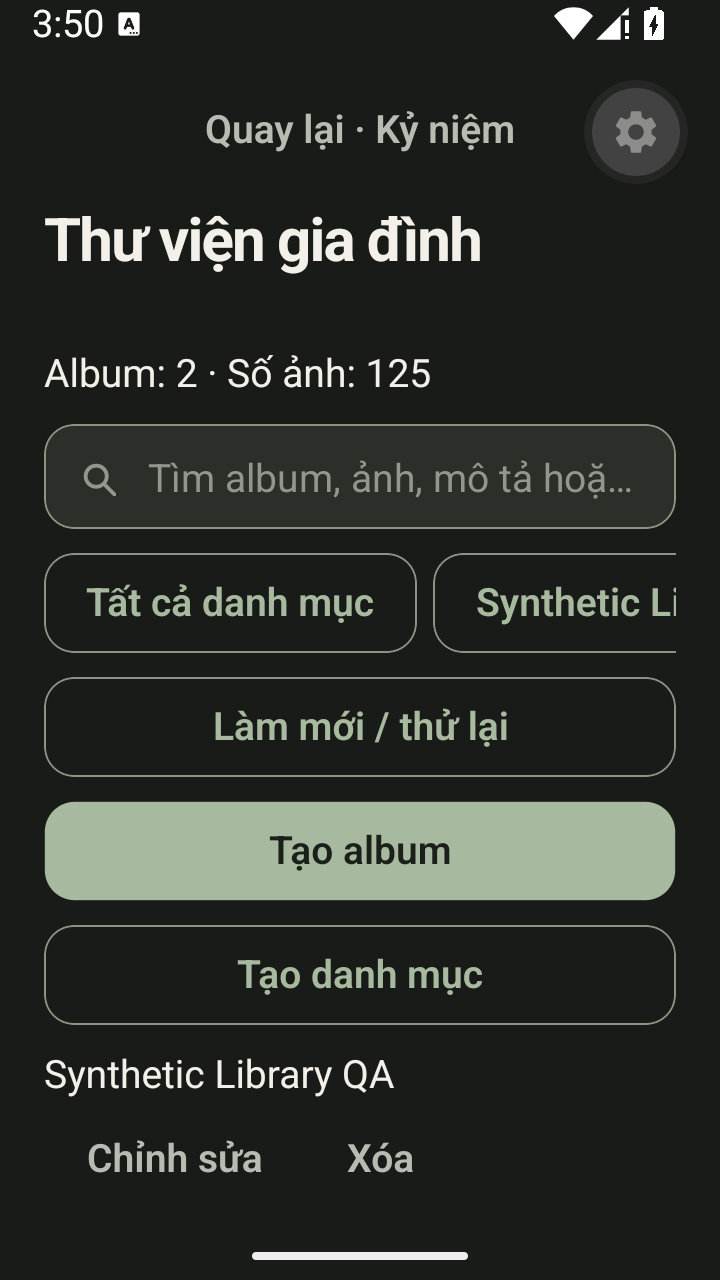 3:50
Quay lại · Kỷ niệm
Thư viện gia đình
Album: 2 · Số ảnh: 125
Tìm album, ảnh, mô tả hoặ...
Tất cả danh mục
Synthetic Li
Làm mới / thử lại
Tạo album
Tạo danh mục
Synthetic Library QA
Chỉnh sửa
Xóa